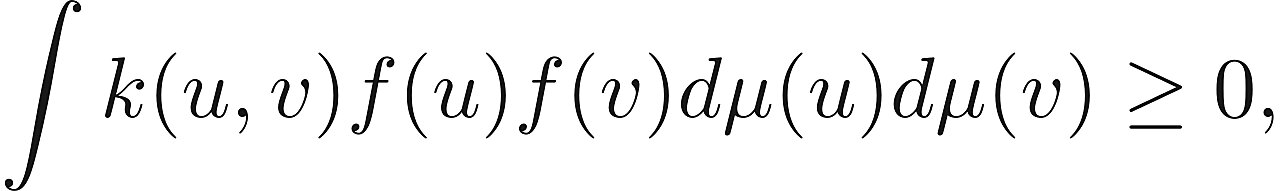 ∫ k(u, v)f(u)f(v)dμ(u)dμ(v) ≥ 0,